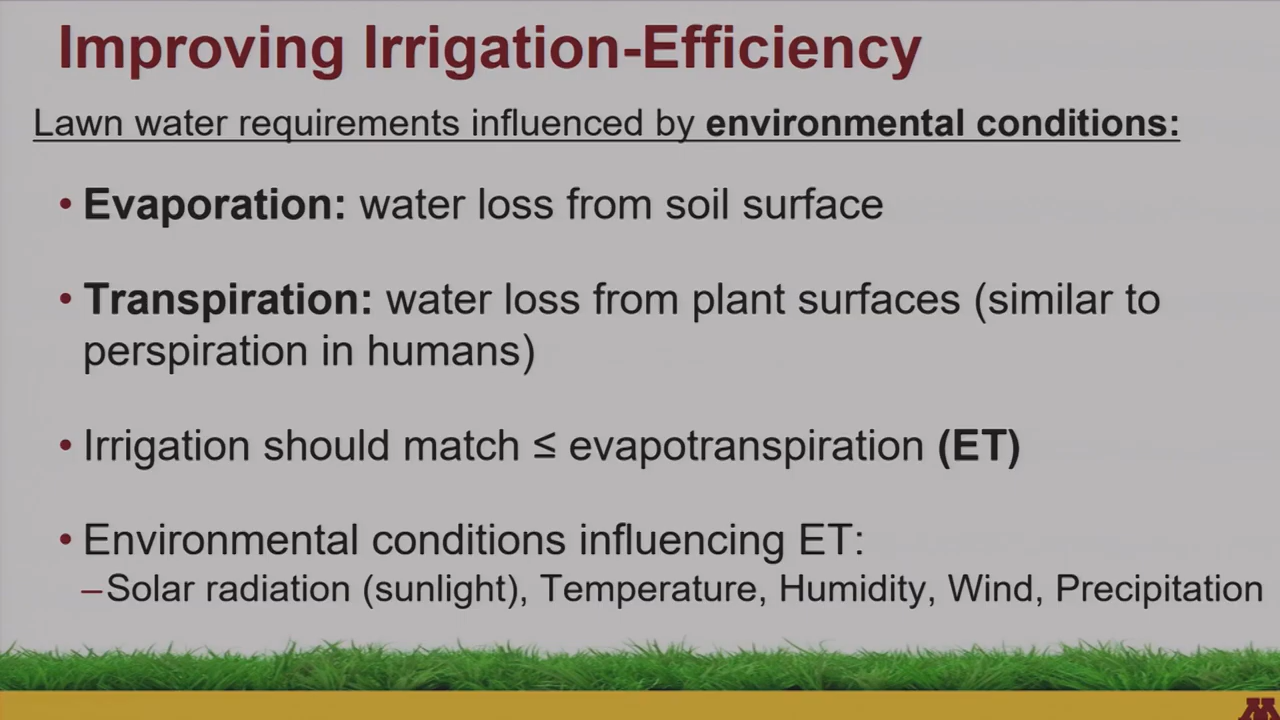 Improving Irrigation-Efficiency
Lawn water requirements influenced by environmental conditions:
• Evaporation: water loss from soil surface
• Transpiration: water loss from plant surfaces (similar to
perspiration in humans)
• Irrigation should match ≤ evapotranspiration (ET)
• Environmental conditions influencing ET:
–Solar radiation (sunlight), Temperature, Humidity, Wind, Precipitation
M